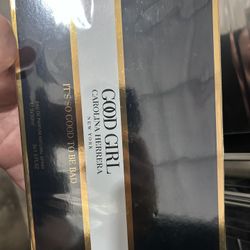 GOOD GIRL
CAROLINA HERRERA
NEW YORK
IT'S SO GOOD TO BE BAD